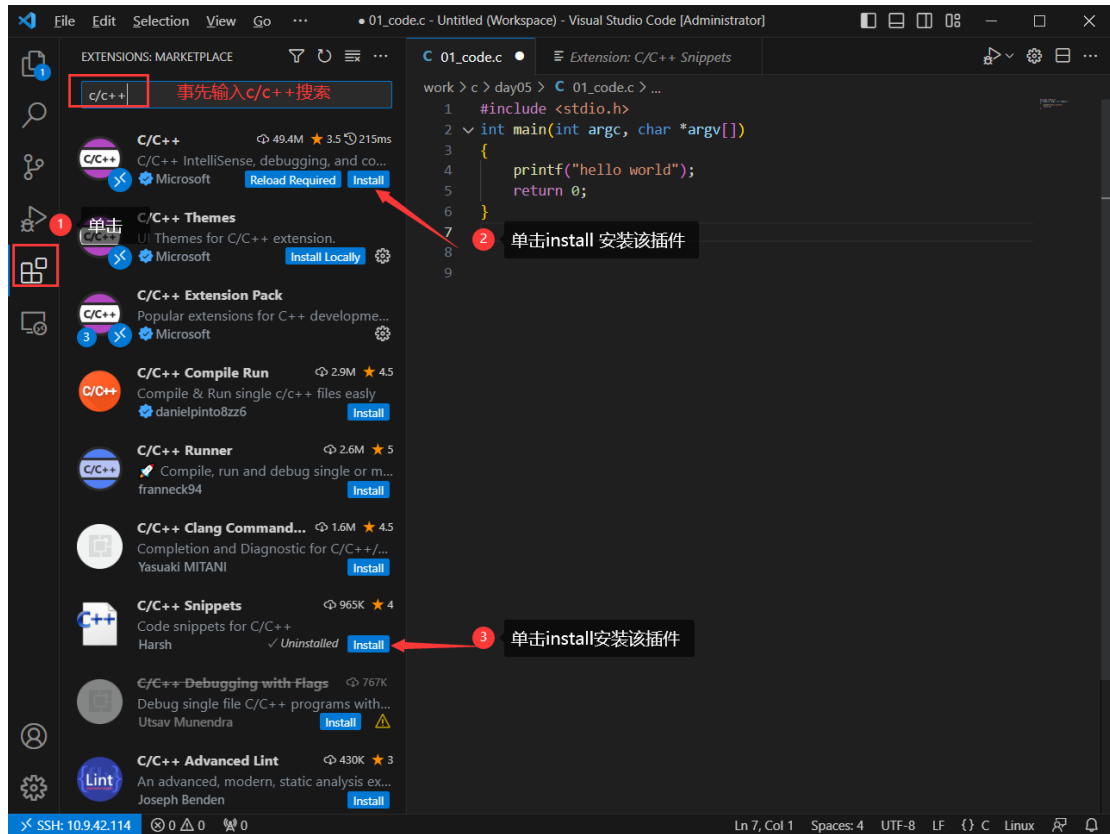 File Edit Selection View Go ··· ● 01_code.c - Untitled (Workspace) - Visual Studio Code [Administrator]
EXTENSIONS: MARKETPLACE
c/c++
事先输入c/c++搜索
C/C++ 49.4M ★ 3.5 215ms
C/C++ IntelliSense, debugging, and co...
Microsoft Reload Required Install
1 单击
C/C++ Themes
UI Themes for C/C++ extension.
Microsoft Install Locally
C/C++ Extension Pack
Popular extensions for C++ developme...
3 Microsoft
C/C++ Compile Run 2.9M ★ 4.5
Compile & Run single c/c++ files easly
danielpinto8zz6 Install
C/C++ Runner 2.6M ★ 5
🚀 Compile, run and debug single or m...
franneck94 Install
C/C++ Clang Command... 1.6M ★ 4.5
Completion and Diagnostic for C/C++/...
Yasuaki MITANI Install
C/C++ Snippets 965K ★ 4
Code snippets for C/C++
Harsh ✓ Uninstalled Install
C/C++ Debugging with Flags 767K
Debug single file C/C++ programs with...
Utsav Munendra Install
C/C++ Advanced Lint 430K ★ 3
An advanced, modern, static analysis ex...
Joseph Benden Install
C 01_code.c ● Extension: C/C++ Snippets
work > c > day05 > C 01_code.c > ...
1 #include <stdio.h>
2 int main(int argc, char *argv[])
3 {
4 printf("hello world");
5 return 0;
6 }
7
8
9
2 单击install 安装该插件
3 单击install安装该插件
SSH: 10.9.42.114 0 0 0 Ln 7, Col 1 Spaces: 4 UTF-8 LF {} C Linux